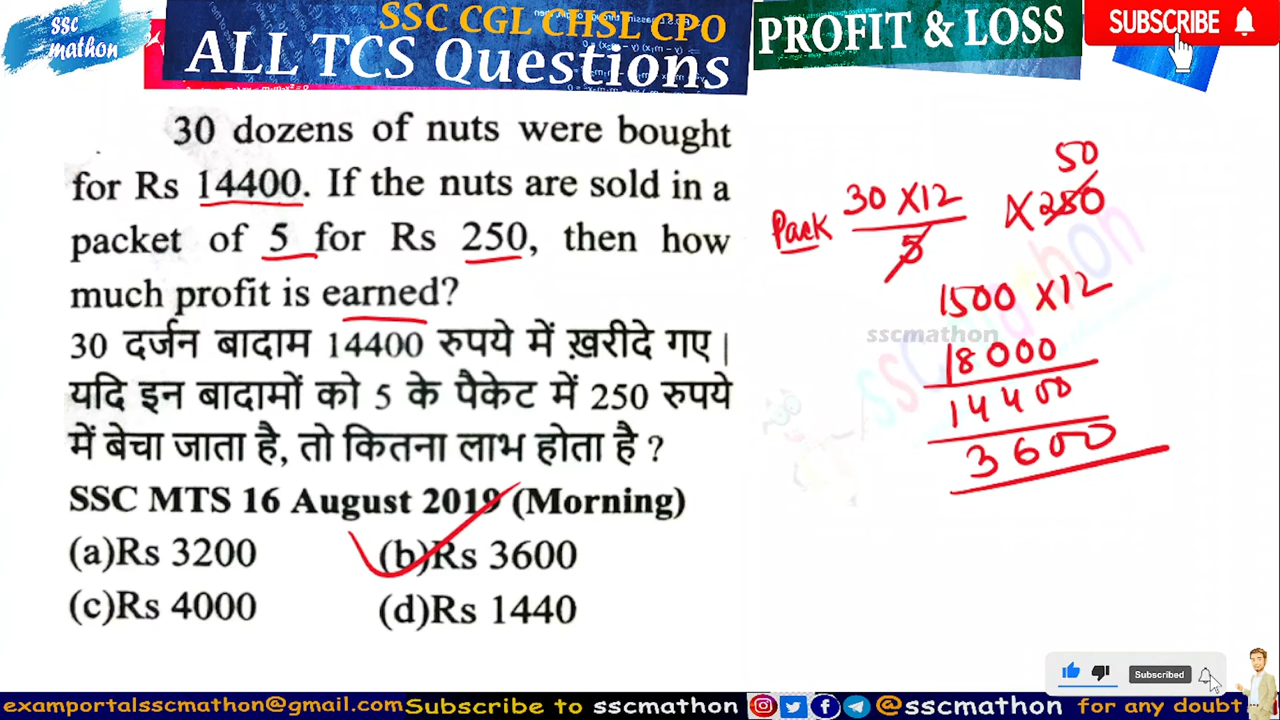 SSC mathon
SSC CGL CHSL CPO
ALL TCS Questions
PROFIT & LOSS
SUBSCRIBE
30 dozens of nuts were bought
for Rs 14400. If the nuts are sold in a
packet of 5 for Rs 250, then how
much profit is earned?
30 दर्जन बादाम 14400 रुपये में ख़रीदे गए |
यदि इन बादामों को 5 के पैकेट में 250 रुपये
में बेचा जाता है, तो कितना लाभ होता है ?
SSC MTS 16 August 2019 (Morning)
(a)Rs 3200 (b)Rs 3600
(c)Rs 4000 (d)Rs 1440
50
Pack 30 X12 X 250
5
1500 X12
18000
14400
3600
sscmathon
Subscribed
examportalsscmathon@gmail.com Subscribe to sscmathon @sscmathon for any doubt